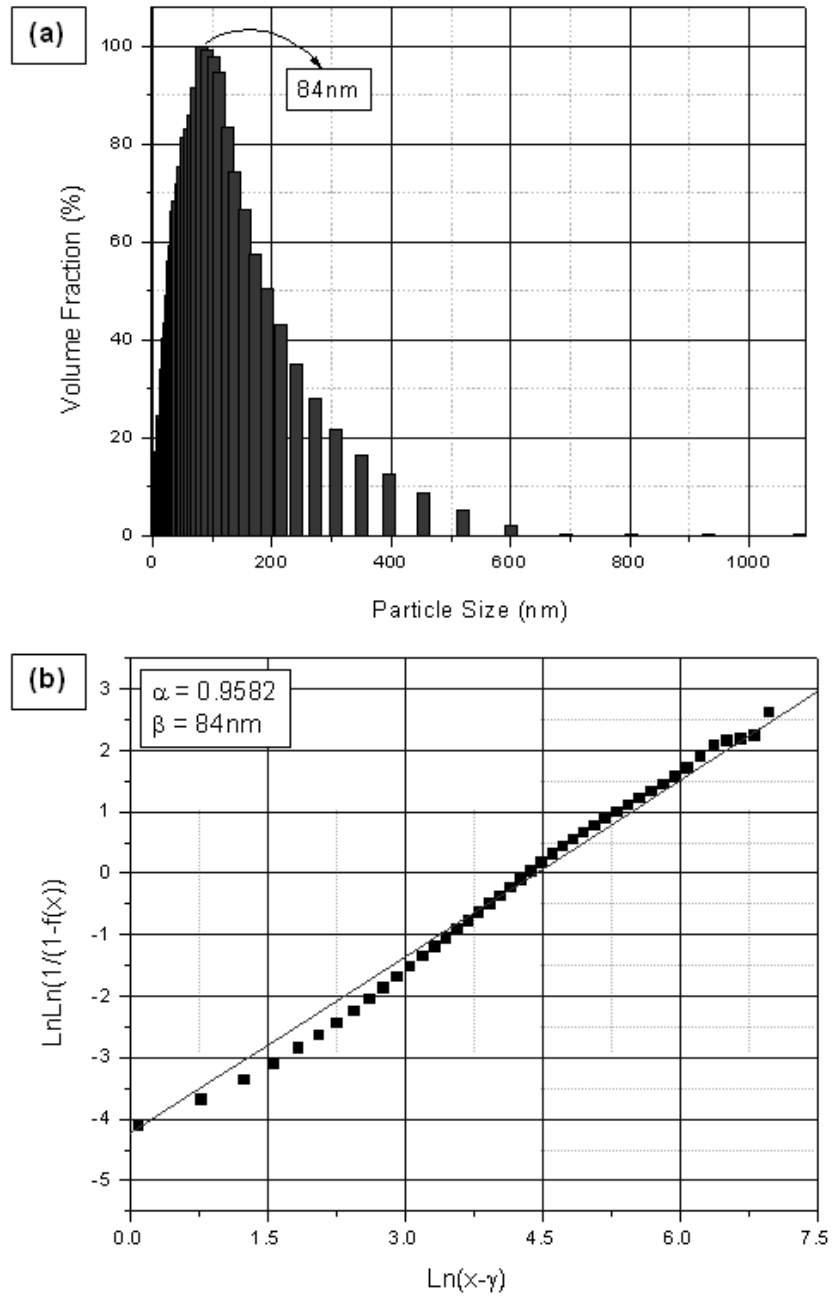 (a)
100
80
60
40
20
0
Volume Fraction (%)
84nm
0 200 400 600 800 1000
Particle Size (nm)
(b)
α = 0.9582
β = 84nm
3
2
1
0
-1
-2
-3
-4
-5
LnLn(1/(1-f(x))
0.0 1.5 3.0 4.5 6.0 7.5
Ln(x-γ)